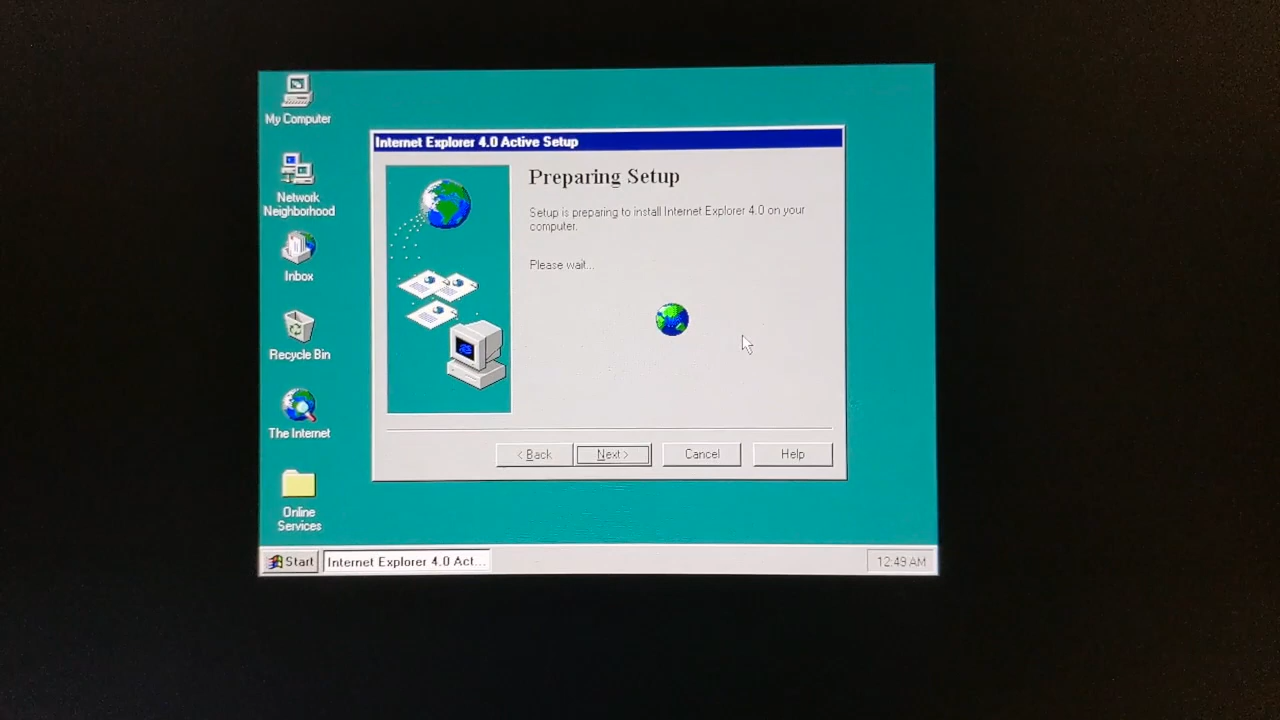 My Computer
Network
Neighborhood
Inbox
Recycle Bin
The Internet
Online
Services
Internet Explorer 4.0 Active Setup
Preparing Setup
Setup is preparing to install Internet Explorer 4.0 on your
computer.
Please wait...
< Back
Next >
Cancel
Help
Start
Internet Explorer 4.0 Act...
12:49 AM